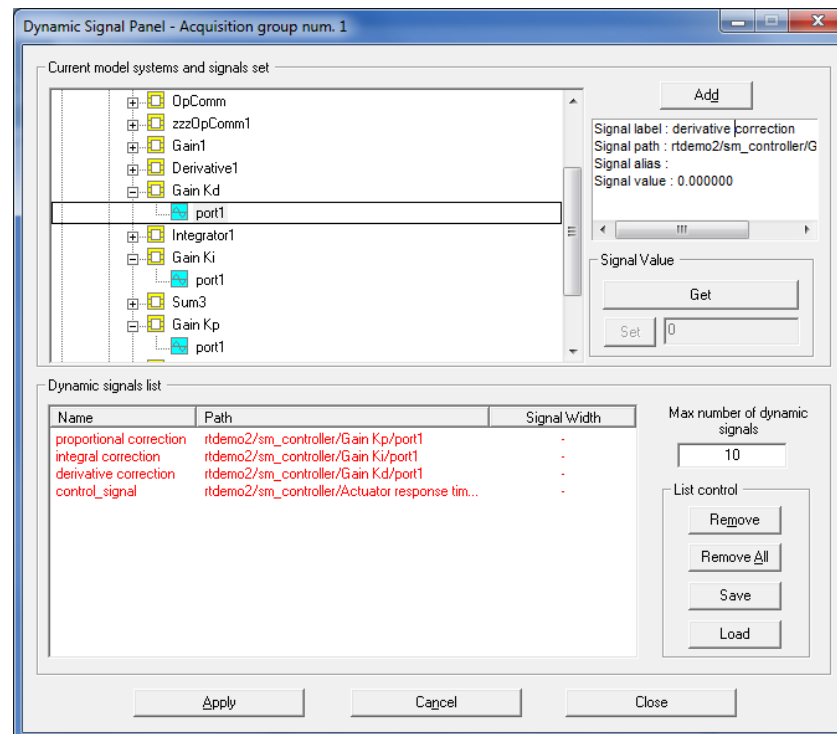 Dynamic Signal Panel - Acquisition group num. 1
Current model systems and signals set
OpComm
zzzOpComm1
Gain1
Derivative1
Gain Kd
port1
Integrator1
Gain Ki
port1
Sum3
Gain Kp
port1
Add
Signal label : derivative correction
Signal path : rtdemo2/sm_controller/G
Signal alias :
Signal value : 0.000000
Signal Value
Get
Set 0
Dynamic signals list
Name Path Signal Width
proportional correction rtdemo2/sm_controller/Gain Kp/port1 -
integral correction rtdemo2/sm_controller/Gain Ki/port1 -
derivative correction rtdemo2/sm_controller/Gain Kd/port1 -
control_signal rtdemo2/sm_controller/Actuator response tim... -
Max number of dynamic
signals
10
List control
Remove
Remove All
Save
Load
Apply Cancel Close